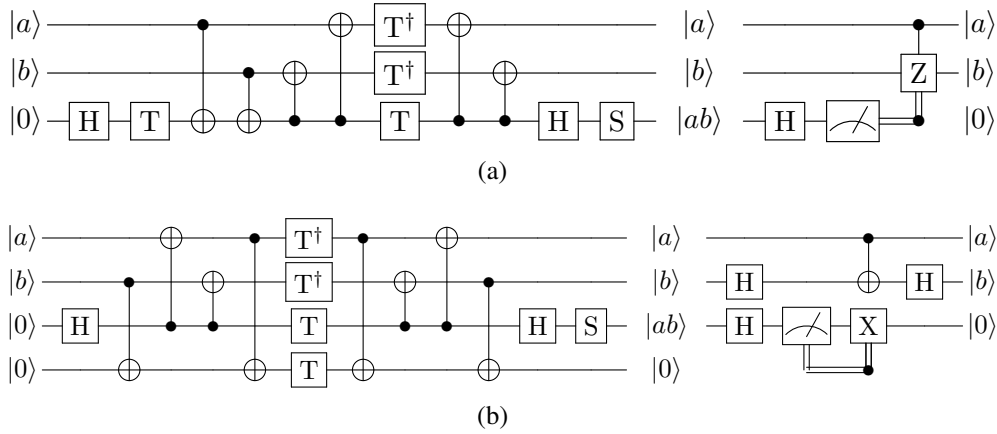 |a⟩ T† |a⟩ |a⟩
|b⟩ T† |b⟩ Z |b⟩
|0⟩ H T T H S |ab⟩ H |0⟩
(a)
|a⟩ T† |a⟩ |a⟩
|b⟩ T† |b⟩ H H |b⟩
|0⟩ H T H S |ab⟩ H X |0⟩
|0⟩ T |0⟩
(b)